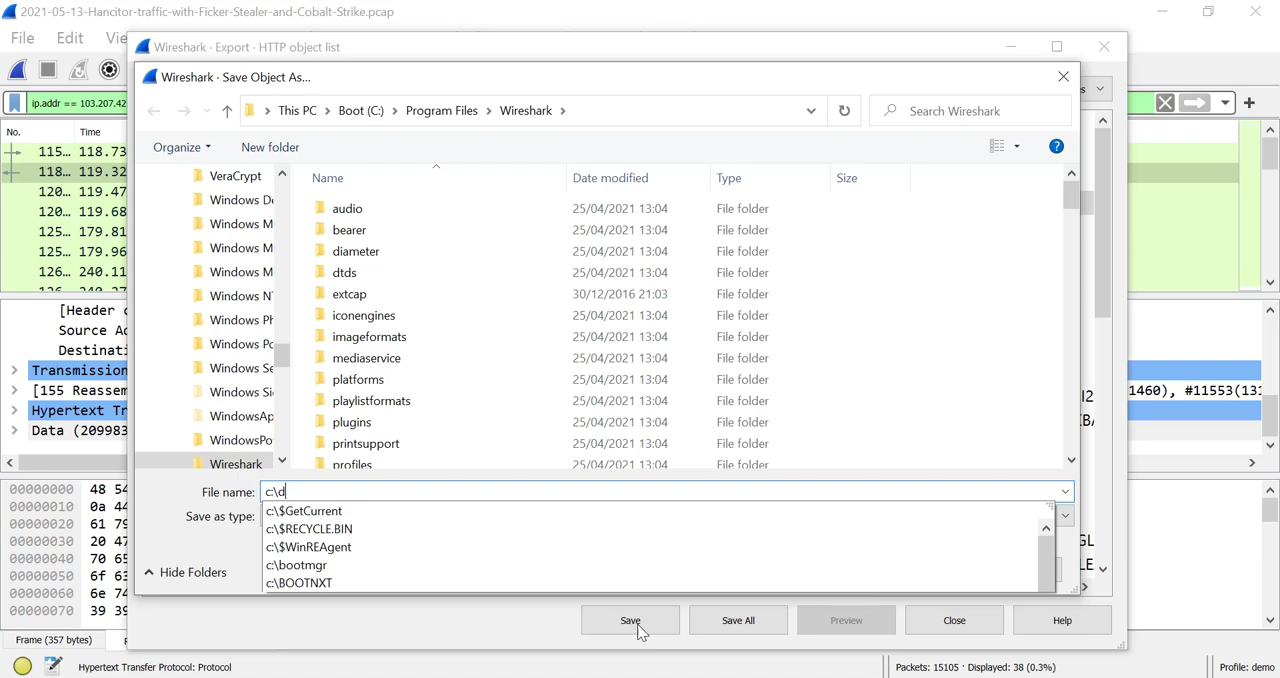 2021-05-13-Hancitor-traffic-with-Ficker-Stealer-and-Cobalt-Strike.pcap
File Edit Vie
Wireshark · Export · HTTP object list
Wireshark · Save Object As...
ip.addr == 103.207.42
This PC Boot (C:) Program Files Wireshark
Search Wireshark
No. Time
Organize New folder
115... 118.73
118... 119.32
120... 119.47
120... 119.68
125... 179.81
125... 179.96
126... 240.11
VeraCrypt
Windows De
Windows M
Windows M
Windows M
Windows NT
Windows Ph
Windows Po
Windows Se
Windows Si
WindowsAp
WindowsPo
Wireshark
Name Date modified Type Size
audio 25/04/2021 13:04 File folder
bearer 25/04/2021 13:04 File folder
diameter 25/04/2021 13:04 File folder
dtds 25/04/2021 13:04 File folder
extcap 30/12/2016 21:03 File folder
iconengines 25/04/2021 13:04 File folder
imageformats 25/04/2021 13:04 File folder
mediaservice 25/04/2021 13:04 File folder
platforms 25/04/2021 13:04 File folder
playlistformats 25/04/2021 13:04 File folder
plugins 25/04/2021 13:04 File folder
printsupport 25/04/2021 13:04 File folder
profiles 25/04/2021 13:04 File folder
[Header c
Source Ad
Destinati
Transmission
[155 Reassem
1460), #11553(131
Hypertext Tr
Data (209983
File name: c:\d
Save as type:
c:\$GetCurrent
c:\$RECYCLE.BIN
c:\$WinREAgent
c:\bootmgr
c:\BOOTNXT
Hide Folders
00000000 48 54
00000010 0a 44
00000020 61 79
00000030 20 47
00000040 70 65
00000050 6f 63
00000060 6e 74
00000070 39 39
Save Save All Preview Close Help
Frame (357 bytes)
Hypertext Transfer Protocol: Protocol
Packets: 15105 · Displayed: 38 (0.3%)
Profile: demo